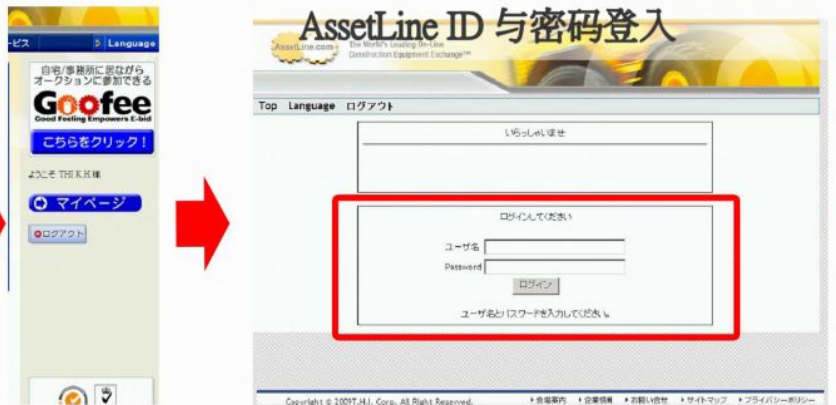 ービス
Language
自宅/事務所に居ながら
オークションに参加できる
Goofee
Good Feeling Empowers E-bid
こちらをクリック！
ようこそ THI K.H.様
マイページ
ログアウト
AssetLine ID 与密码登入
AssetLine.com
The World's Leading On-Line
Construction Equipment Exchange™
Top Language ログアウト
いらっしゃいませ
ログインしてください
ユーザ名
Password
ログイン
ユーザ名とパスワードを入力してください。
Copyright © 2009T.H.I. Corp. All Right Reserved.
会場案内 企業情報 お問い合せ サイトマップ プライバシーポリシー